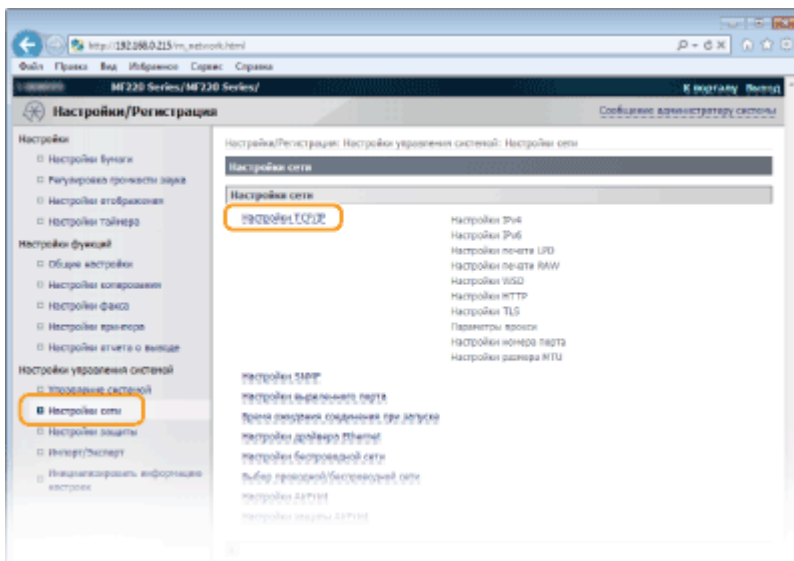 http://192.168.0.215/m_network.html
Файл Правка Вид Избранное Сервис Справка
MF220 Series/MF220 Series/
К порталу Выход
Настройки/Регистрация
Сообщение администратору системы
Настройки
Настройки бумаги
Регулировка громкости звука
Настройки отображения
Настройки таймера
Настройки функций
Общие настройки
Настройки копирования
Настройки факса
Настройки принтера
Настройки отчета о выводе
Настройки управления системой
Управление системой
Настройки сети
Настройки защиты
Импорт/Экспорт
Инициализировать информацию настроек
Настройка/Регистрация: Настройки управления системой: Настройки сети
Настройки сети
Настройки сети
Настройки TCP/IP
Настройки IPv4
Настройки IPv6
Настройки печати LPD
Настройки печати RAW
Настройки WSD
Настройки HTTP
Настройки TLS
Параметры прокси
Настройки номера порта
Настройки размера MTU
Настройки SNMP
Настройки выделенного порта
Время ожидания соединения при запуске
Настройки драйвера Ethernet
Настройки беспроводной сети
Выбор проводной/беспроводной сети
Настройки AirPrint
Настройки защиты AirPrint